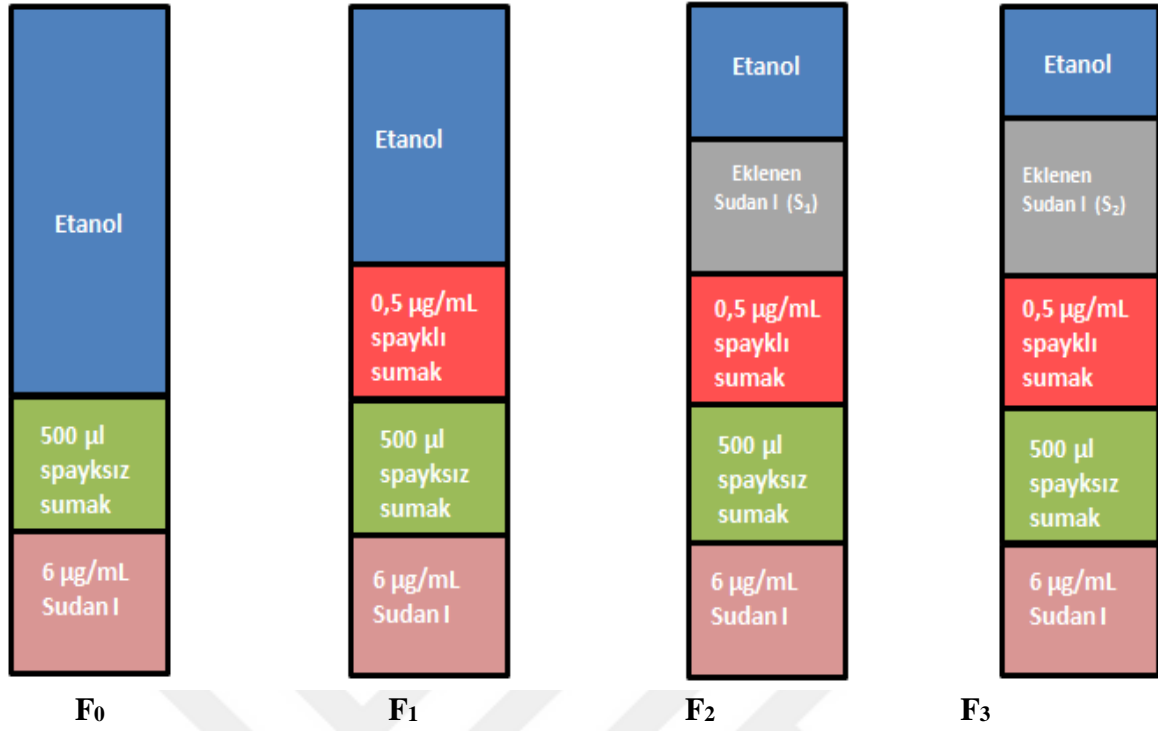 Etanol
500 µl
spayksız
sumak
6 µg/mL
Sudan I
F0
Etanol
0,5 µg/mL
spayklı
sumak
500 µl
spayksız
sumak
6 µg/mL
Sudan I
F1
Etanol
Eklenen
Sudan I (S1)
0,5 µg/mL
spayklı
sumak
500 µl
spayksız
sumak
6 µg/mL
Sudan I
F2
Etanol
Eklenen
Sudan I (S2)
0,5 µg/mL
spayklı
sumak
500 µl
spayksız
sumak
6 µg/mL
Sudan I
F3